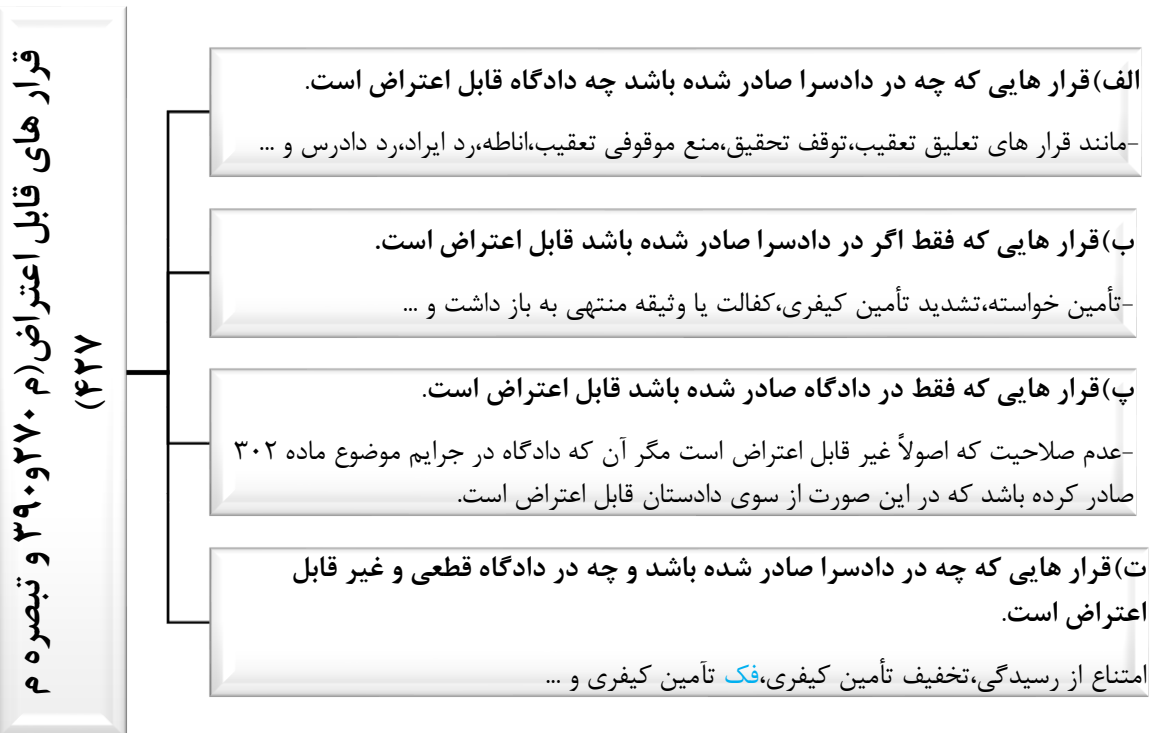 قرار های قابل اعتراض(م ۲۷۰و۳۹۰ و تبصره م
۴۲۷)
الف)قرار هایی که چه در دادسرا صادر شده باشد چه دادگاه قابل اعتراض است.
-مانند قرار های تعلیق تعقیب،توقف تحقیق،منع موقوفی تعقیب،اناطه،رد ایراد،رد دادرس و ...
ب)قرار هایی که فقط اگر در دادسرا صادر شده باشد قابل اعتراض است.
-تأمین خواسته،تشدید تأمین کیفری،کفالت یا وثیقه منتهی به باز داشت و ...
پ)قرار هایی که فقط در دادگاه صادر شده باشد قابل اعتراض است.
-عدم صلاحیت که اصولاً غیر قابل اعتراض است مگر آن که دادگاه در جرایم موضوع ماده ۳۰۲
صادر کرده باشد که در این صورت از سوی دادستان قابل اعتراض است.
ت)قرار هایی که چه در دادسرا صادر شده باشد و چه در دادگاه قطعی و غیر قابل
اعتراض است.
امتناع از رسیدگی،تخفیف تأمین کیفری،فک تآمین کیفری و ...